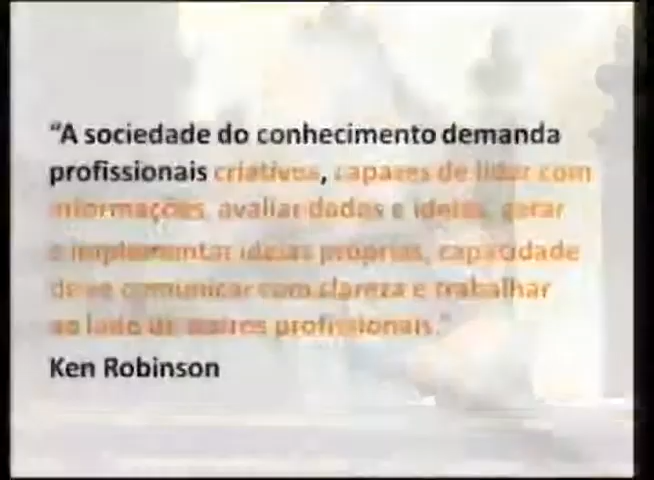 “A sociedade do conhecimento demanda
profissionais criativos, capazes de lidar com
informações, avaliar dados e ideias, gerar
e implementar ideias próprias, capacidade
de se comunicar com clareza e trabalhar
ao lado de outros profissionais.”
Ken Robinson